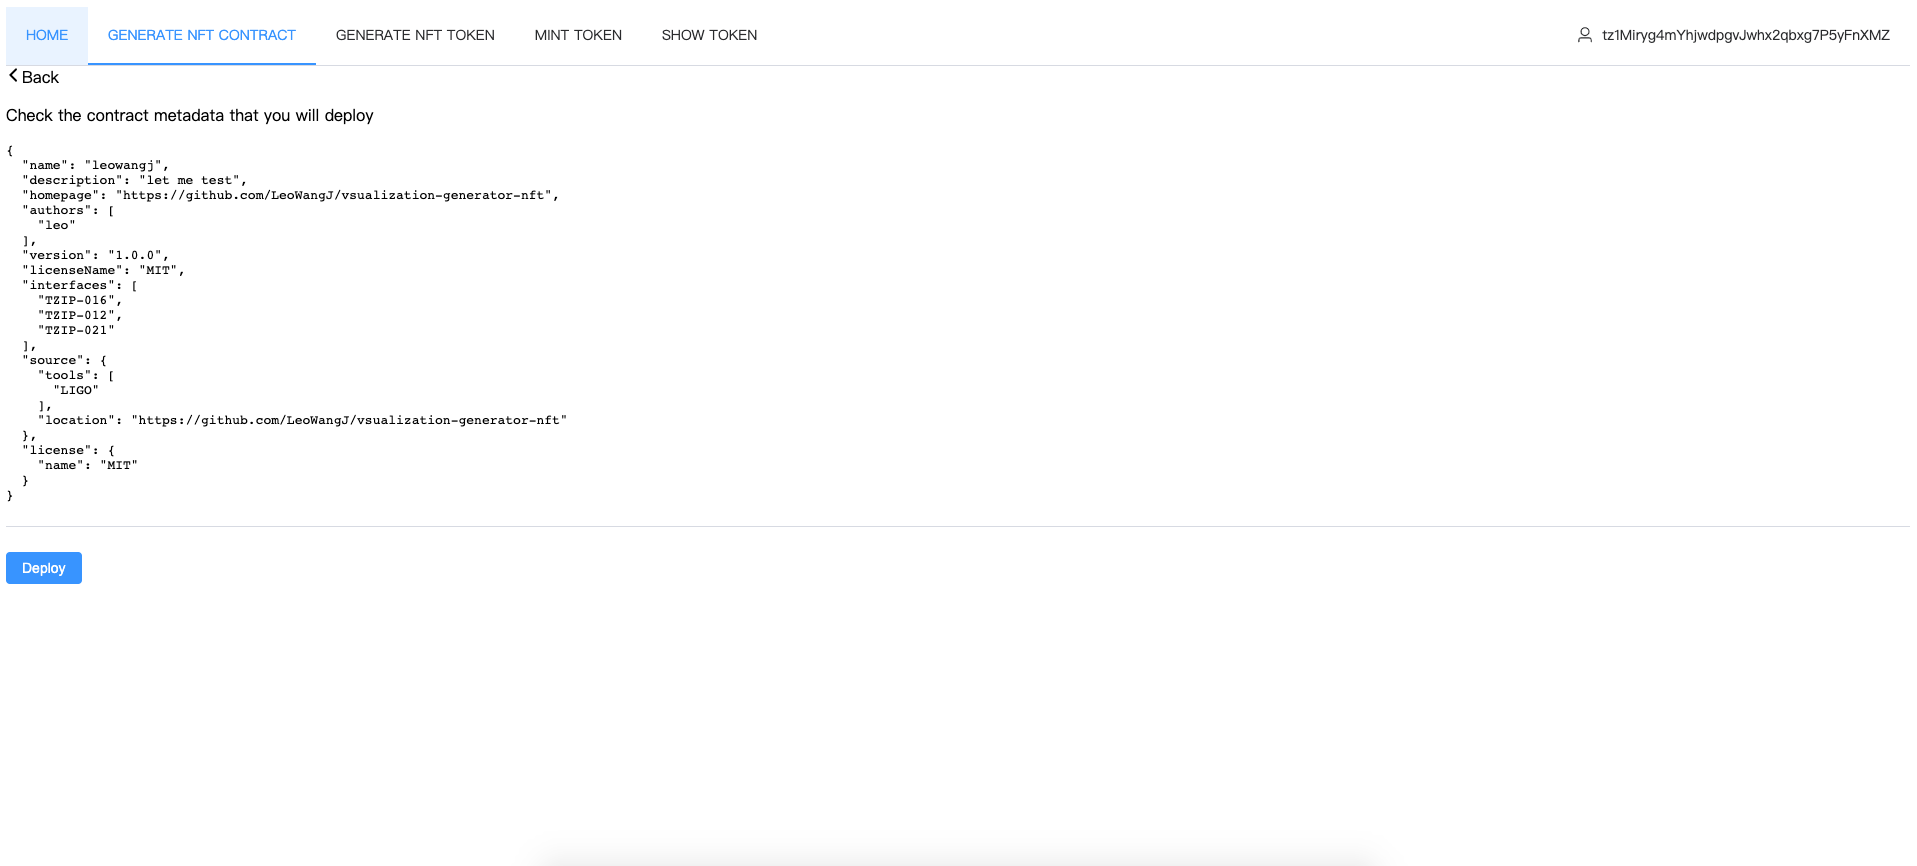 HOME GENERATE NFT CONTRACT GENERATE NFT TOKEN MINT TOKEN SHOW TOKEN tz1Miryg4mYhjwdpgvJwhx2qbxg7P5yFnXMZ
Back
Check the contract metadata that you will deploy
{
  "name": "leowangj",
  "description": "let me test",
  "homepage": "https://github.com/LeoWangJ/vsualization-generator-nft",
  "authors": [
    "leo"
  ],
  "version": "1.0.0",
  "licenseName": "MIT",
  "interfaces": [
    "TZIP-016",
    "TZIP-012",
    "TZIP-021"
  ],
  "source": {
    "tools": [
      "LIGO"
    ],
    "location": "https://github.com/LeoWangJ/vsualization-generator-nft"
  },
  "license": {
    "name": "MIT"
  }
}
Deploy